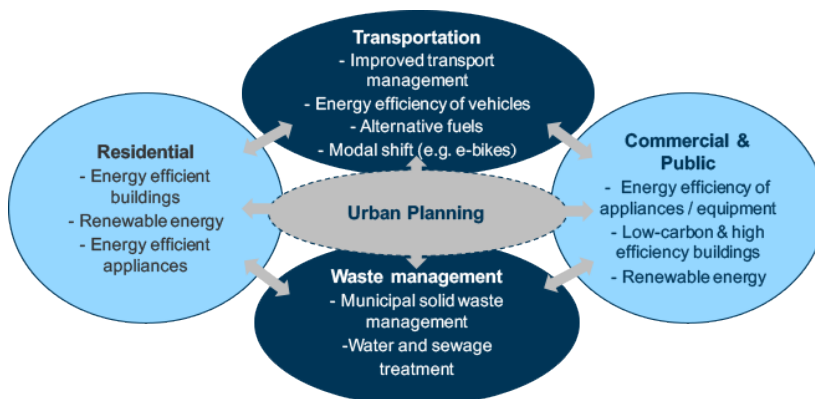 Transportation
- Improved transport
management
- Energy efficiency of vehicles
- Alternative fuels
- Modal shift (e.g. e-bikes)
Residential
- Energy efficient
buildings
- Renewable energy
- Energy efficient
appliances
Urban Planning
Commercial &
Public
- Energy efficiency of
appliances / equipment
- Low-carbon & high
efficiency buildings
- Renewable energy
Waste management
- Municipal solid waste
management
-Water and sewage
treatment